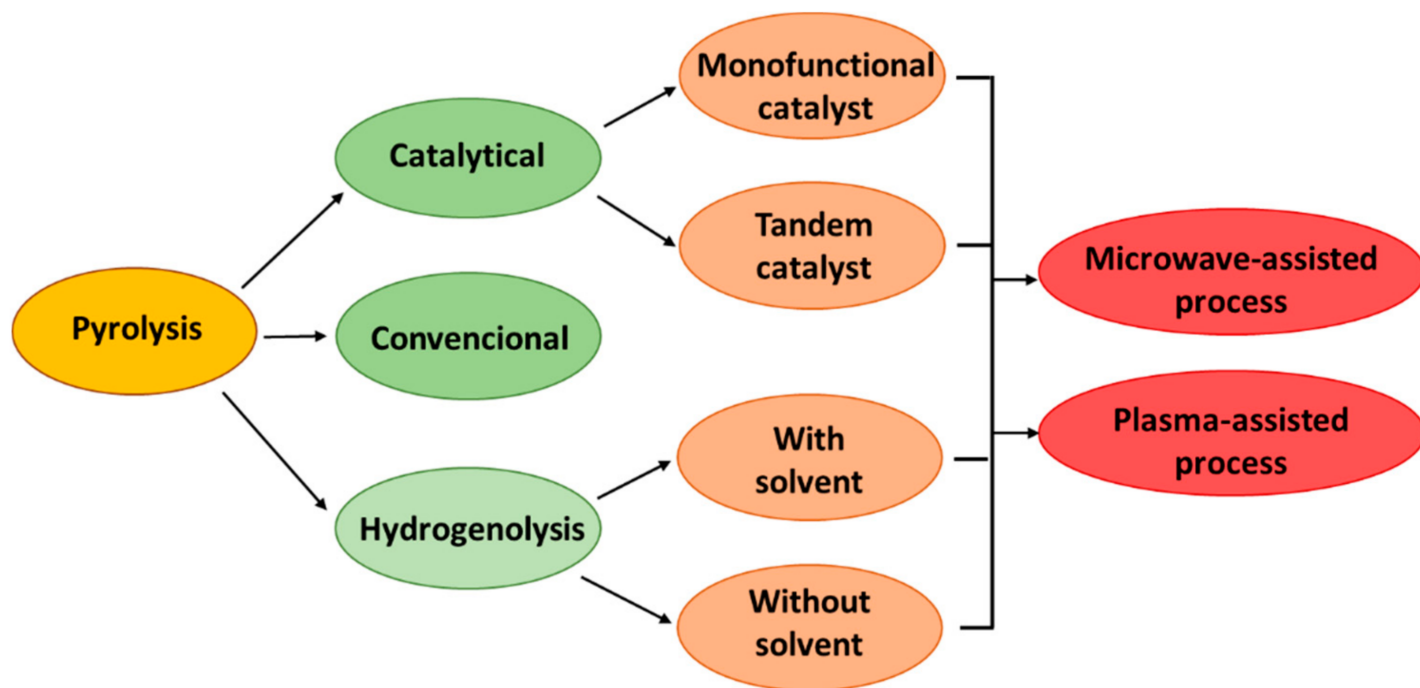 Pyrolysis
Catalytical
Convencional
Hydrogenolysis
Monofunctional
catalyst
Tandem
catalyst
With
solvent
Without
solvent
Microwave-assisted
process
Plasma-assisted
process